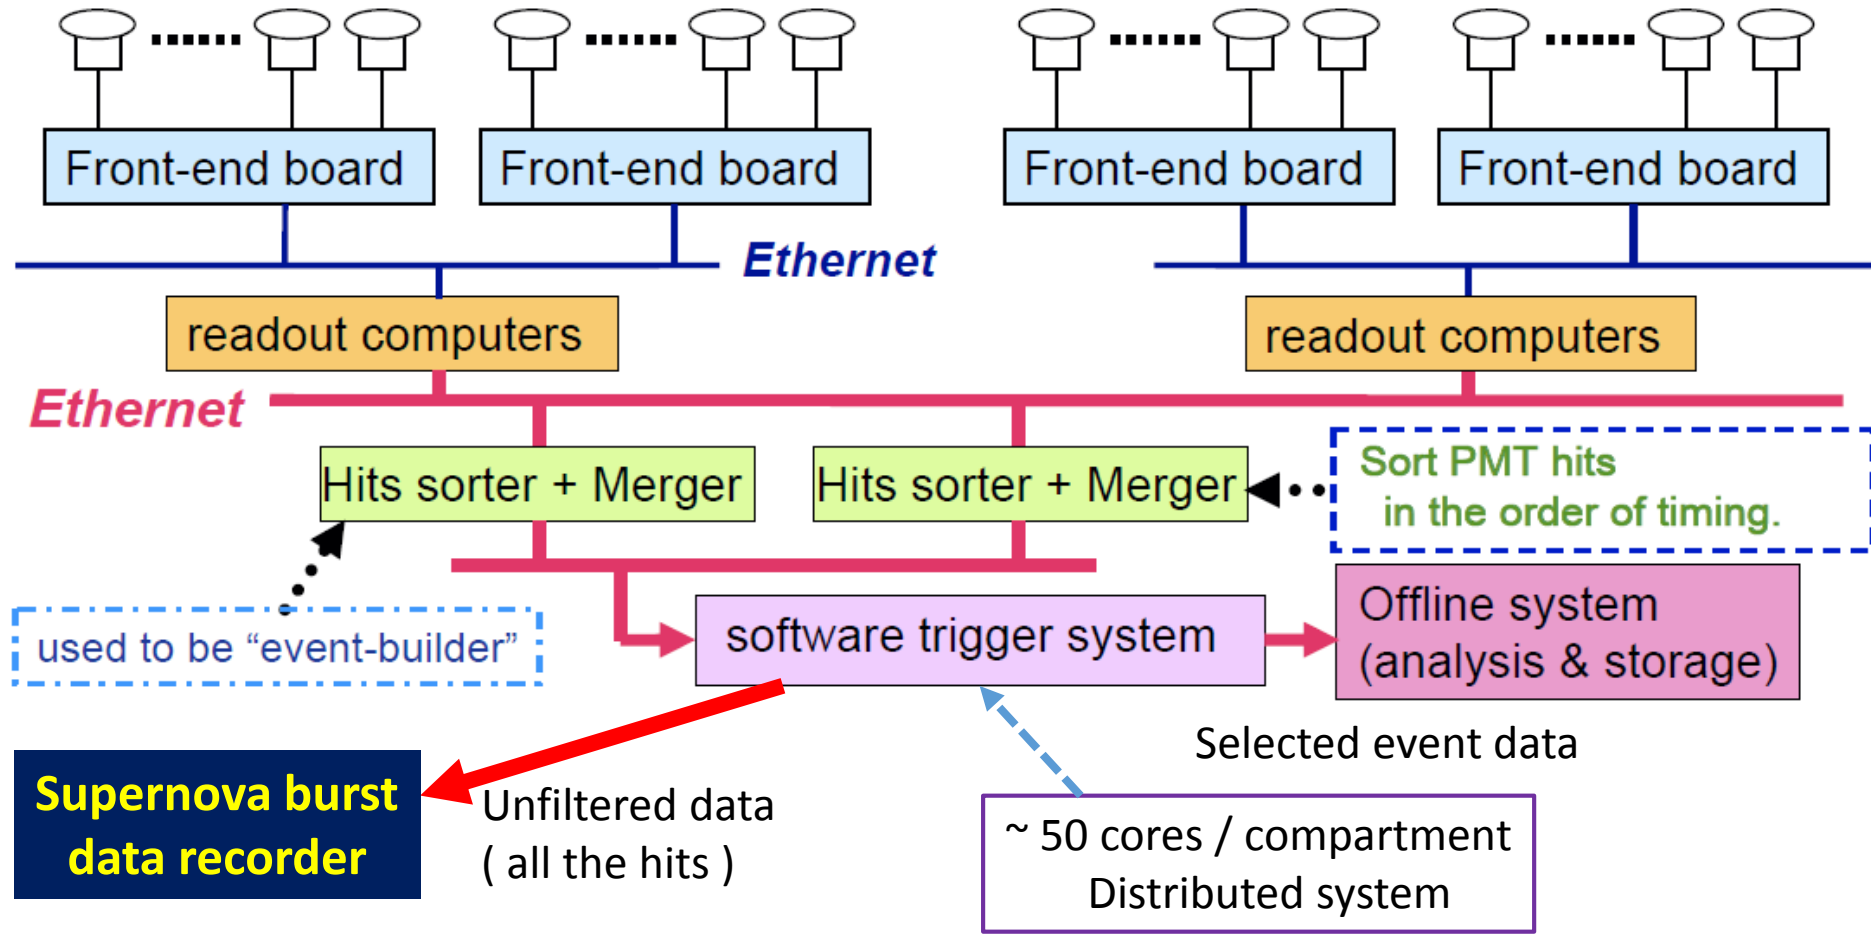 Front-end board
Front-end board
Front-end board
Front-end board
Ethernet
readout computers
readout computers
Ethernet
Hits sorter + Merger
Hits sorter + Merger
Sort PMT hits
in the order of timing.
used to be “event-builder”
software trigger system
Offline system
(analysis & storage)
Selected event data
Supernova burst
data recorder
Unfiltered data
( all the hits )
~ 50 cores / compartment
Distributed system